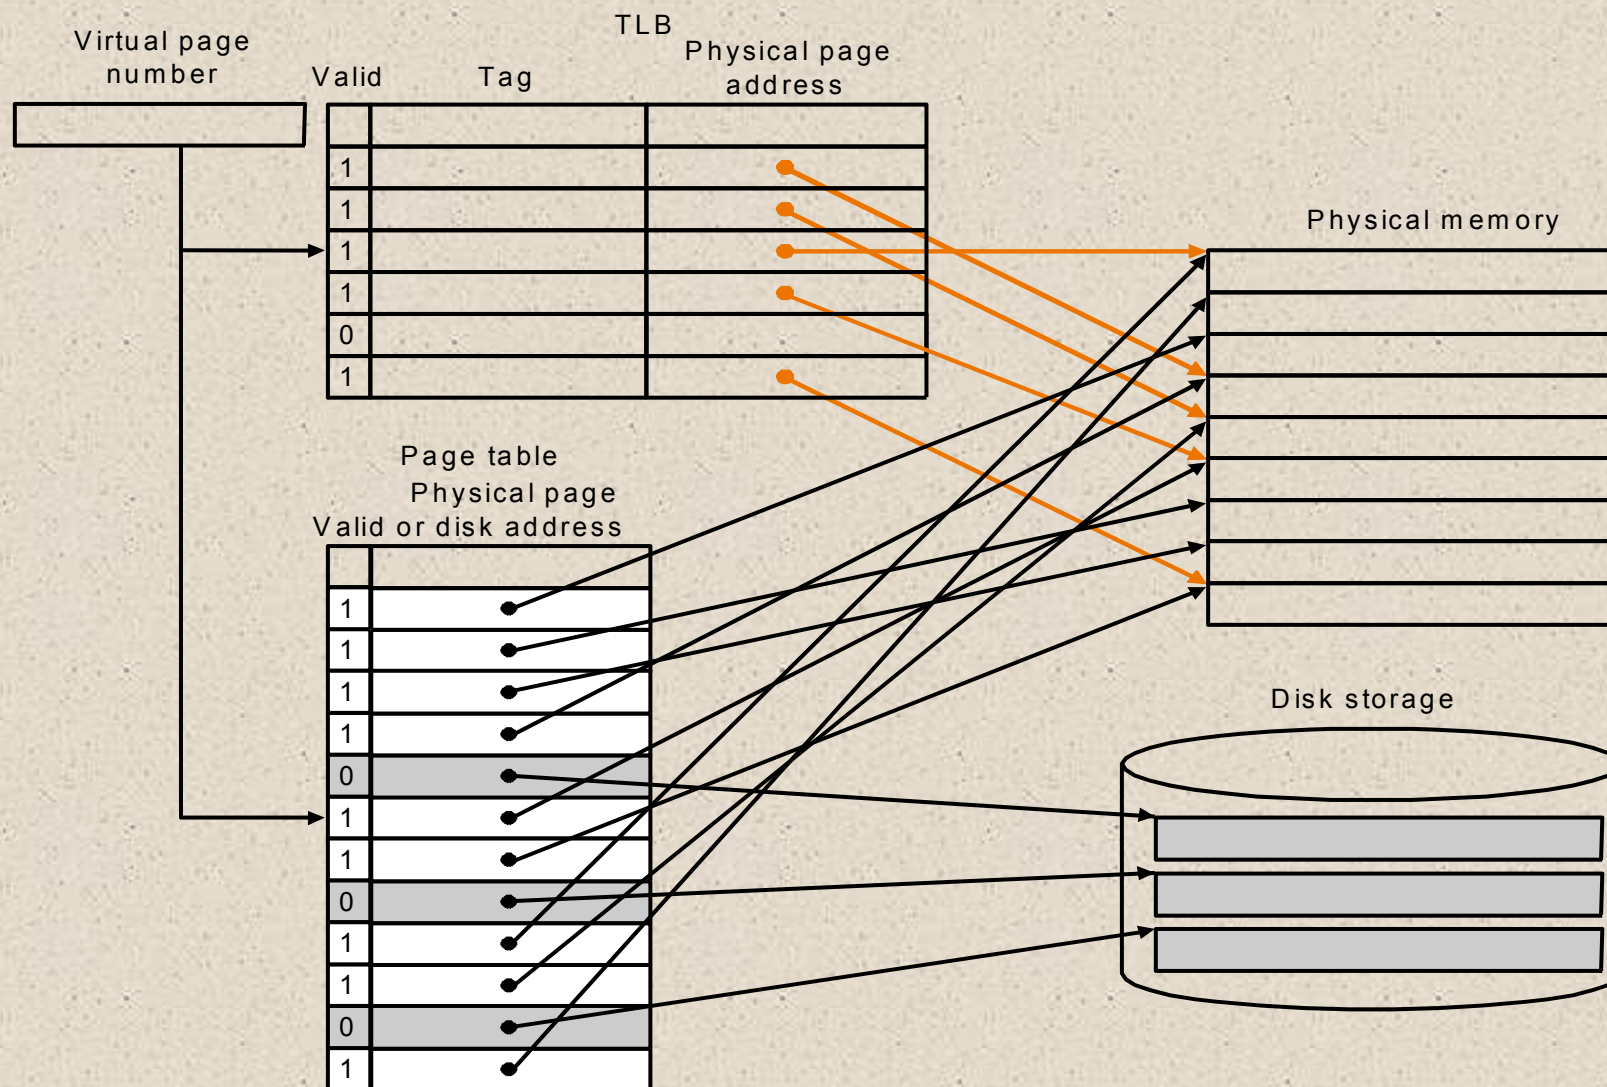 TLB
Virtual page
number
Valid
Tag
Physical page
address
1
1
1
1
0
1
Physical memory
Page table
Physical page
Valid or disk address
1
1
1
1
0
1
1
0
1
1
0
1
Disk storage